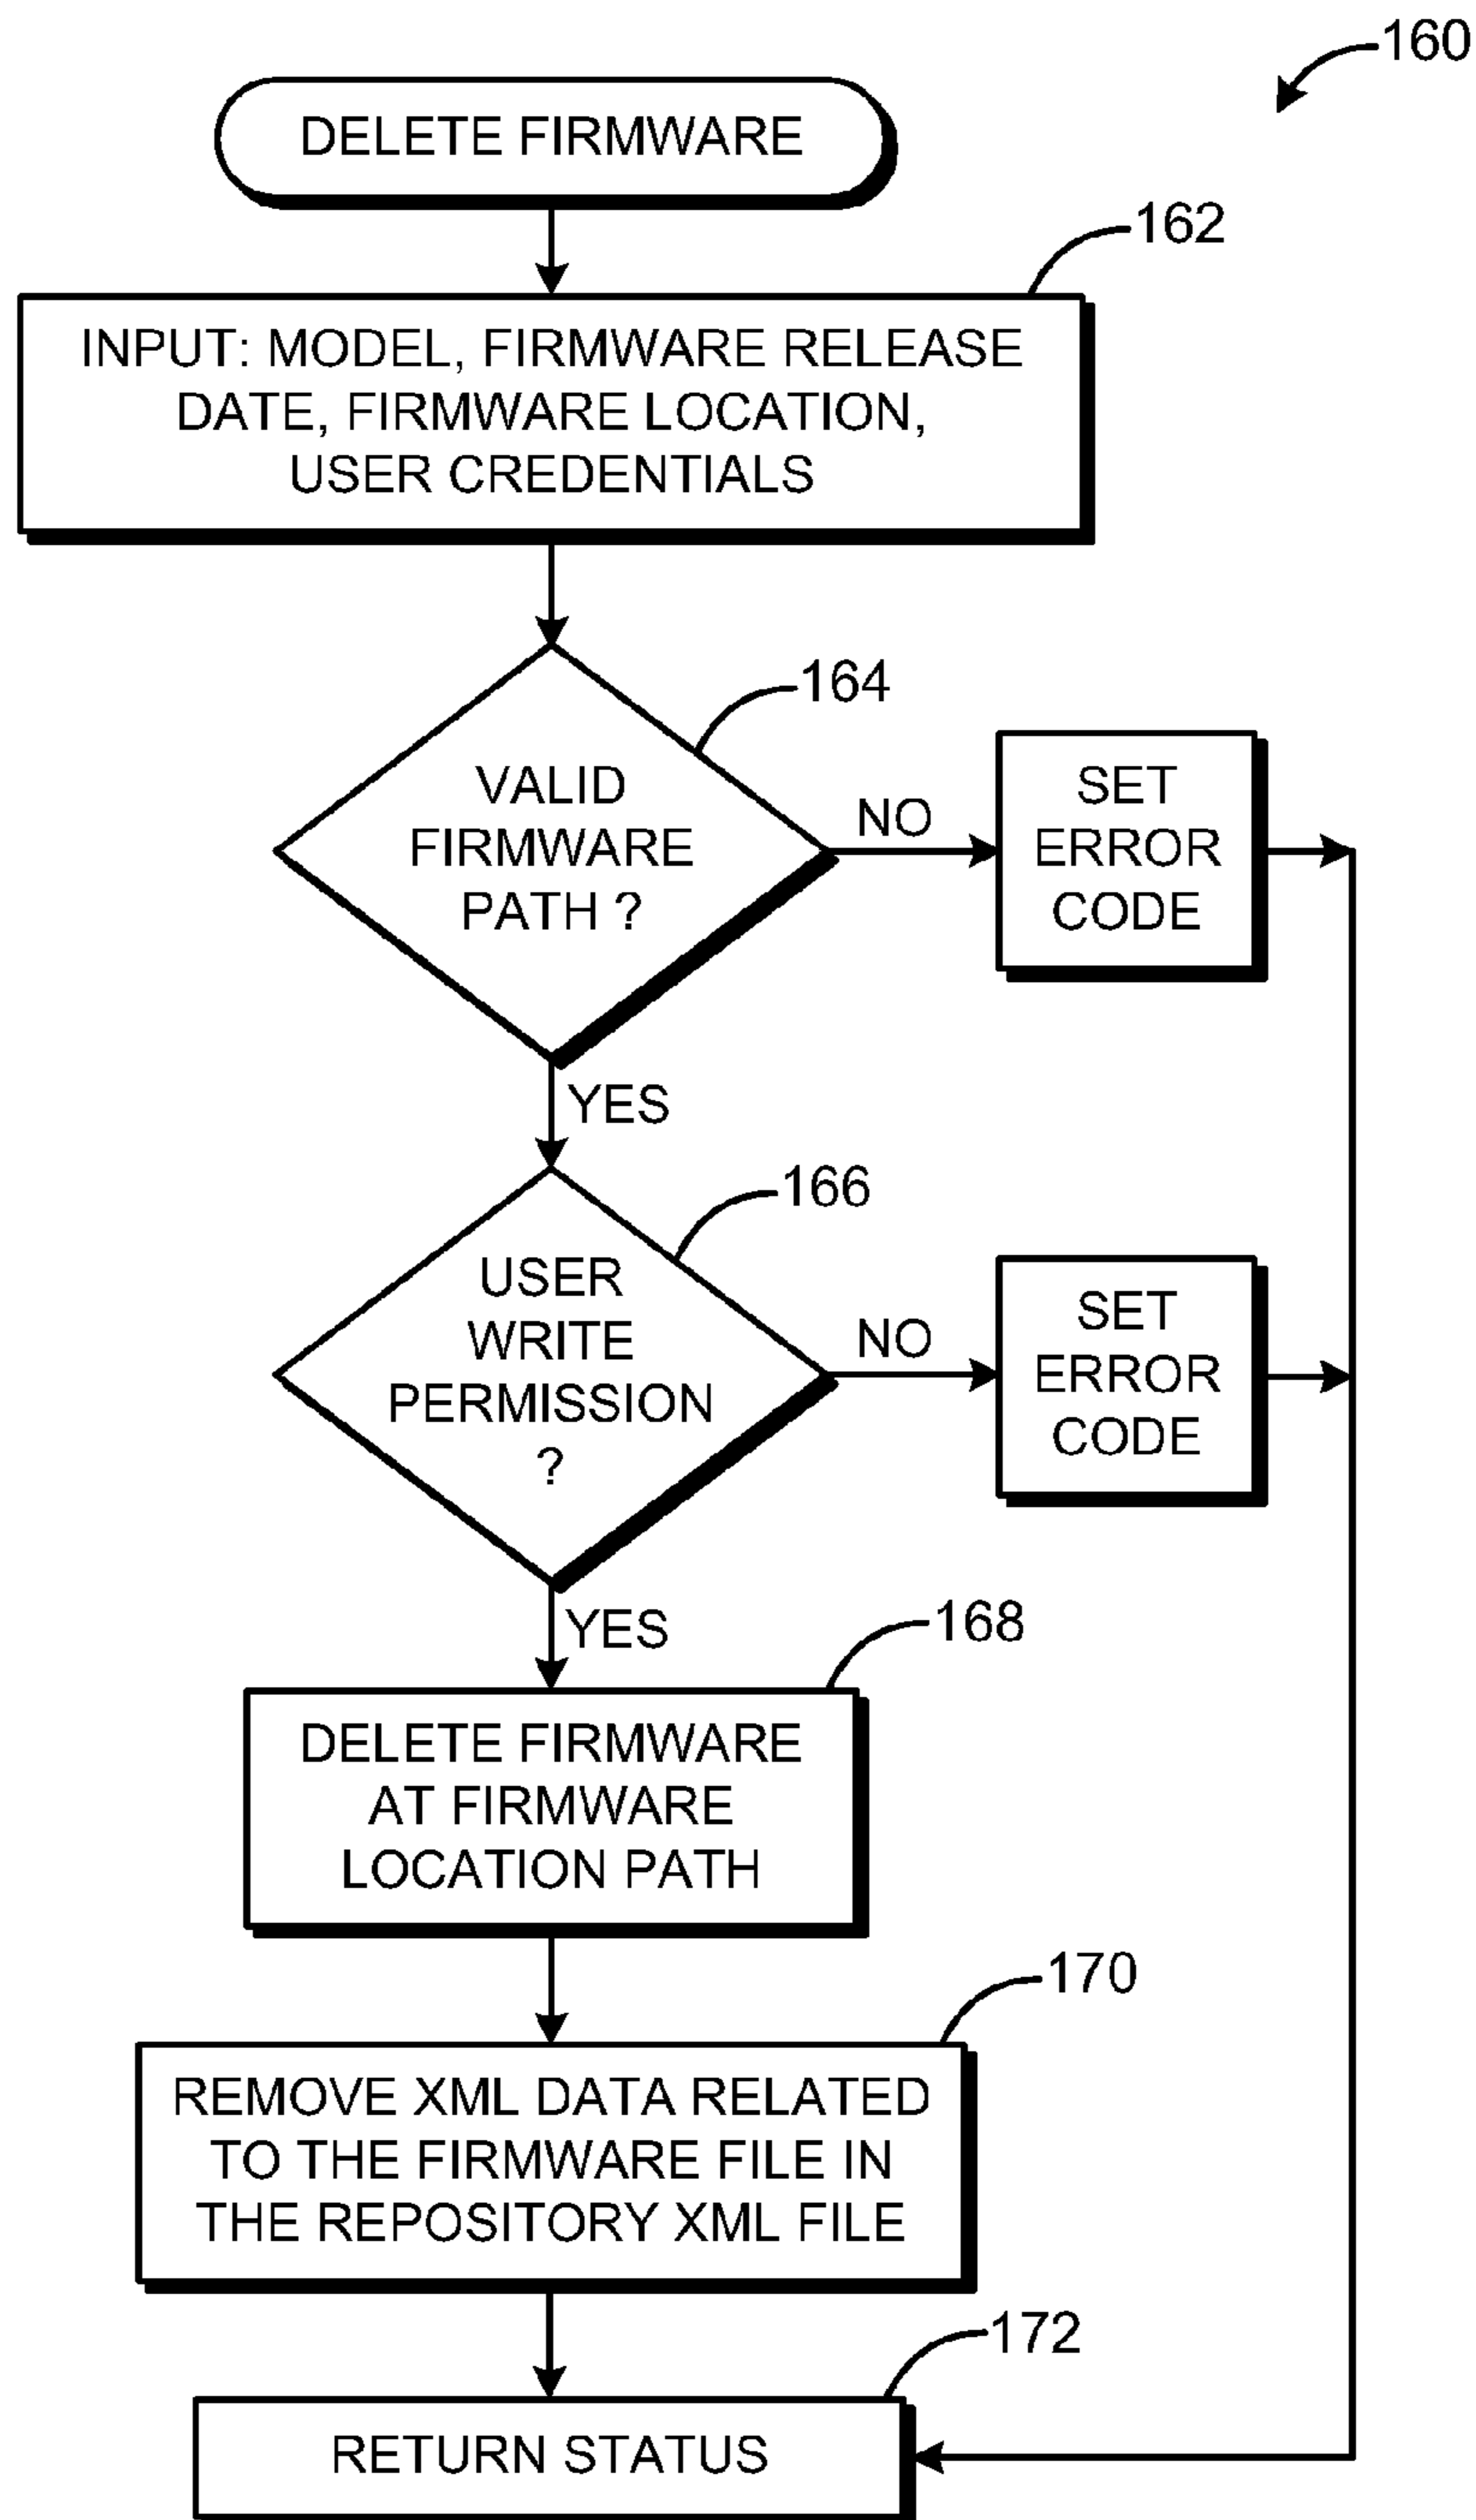 160
DELETE FIRMWARE
162
INPUT: MODEL, FIRMWARE RELEASE
DATE, FIRMWARE LOCATION,
USER CREDENTIALS
164
VALID
FIRMWARE
PATH ?
NO
SET
ERROR
CODE
YES
166
USER
WRITE
PERMISSION
?
NO
SET
ERROR
CODE
YES
168
DELETE FIRMWARE
AT FIRMWARE
LOCATION PATH
170
REMOVE XML DATA RELATED
TO THE FIRMWARE FILE IN
THE REPOSITORY XML FILE
172
RETURN STATUS